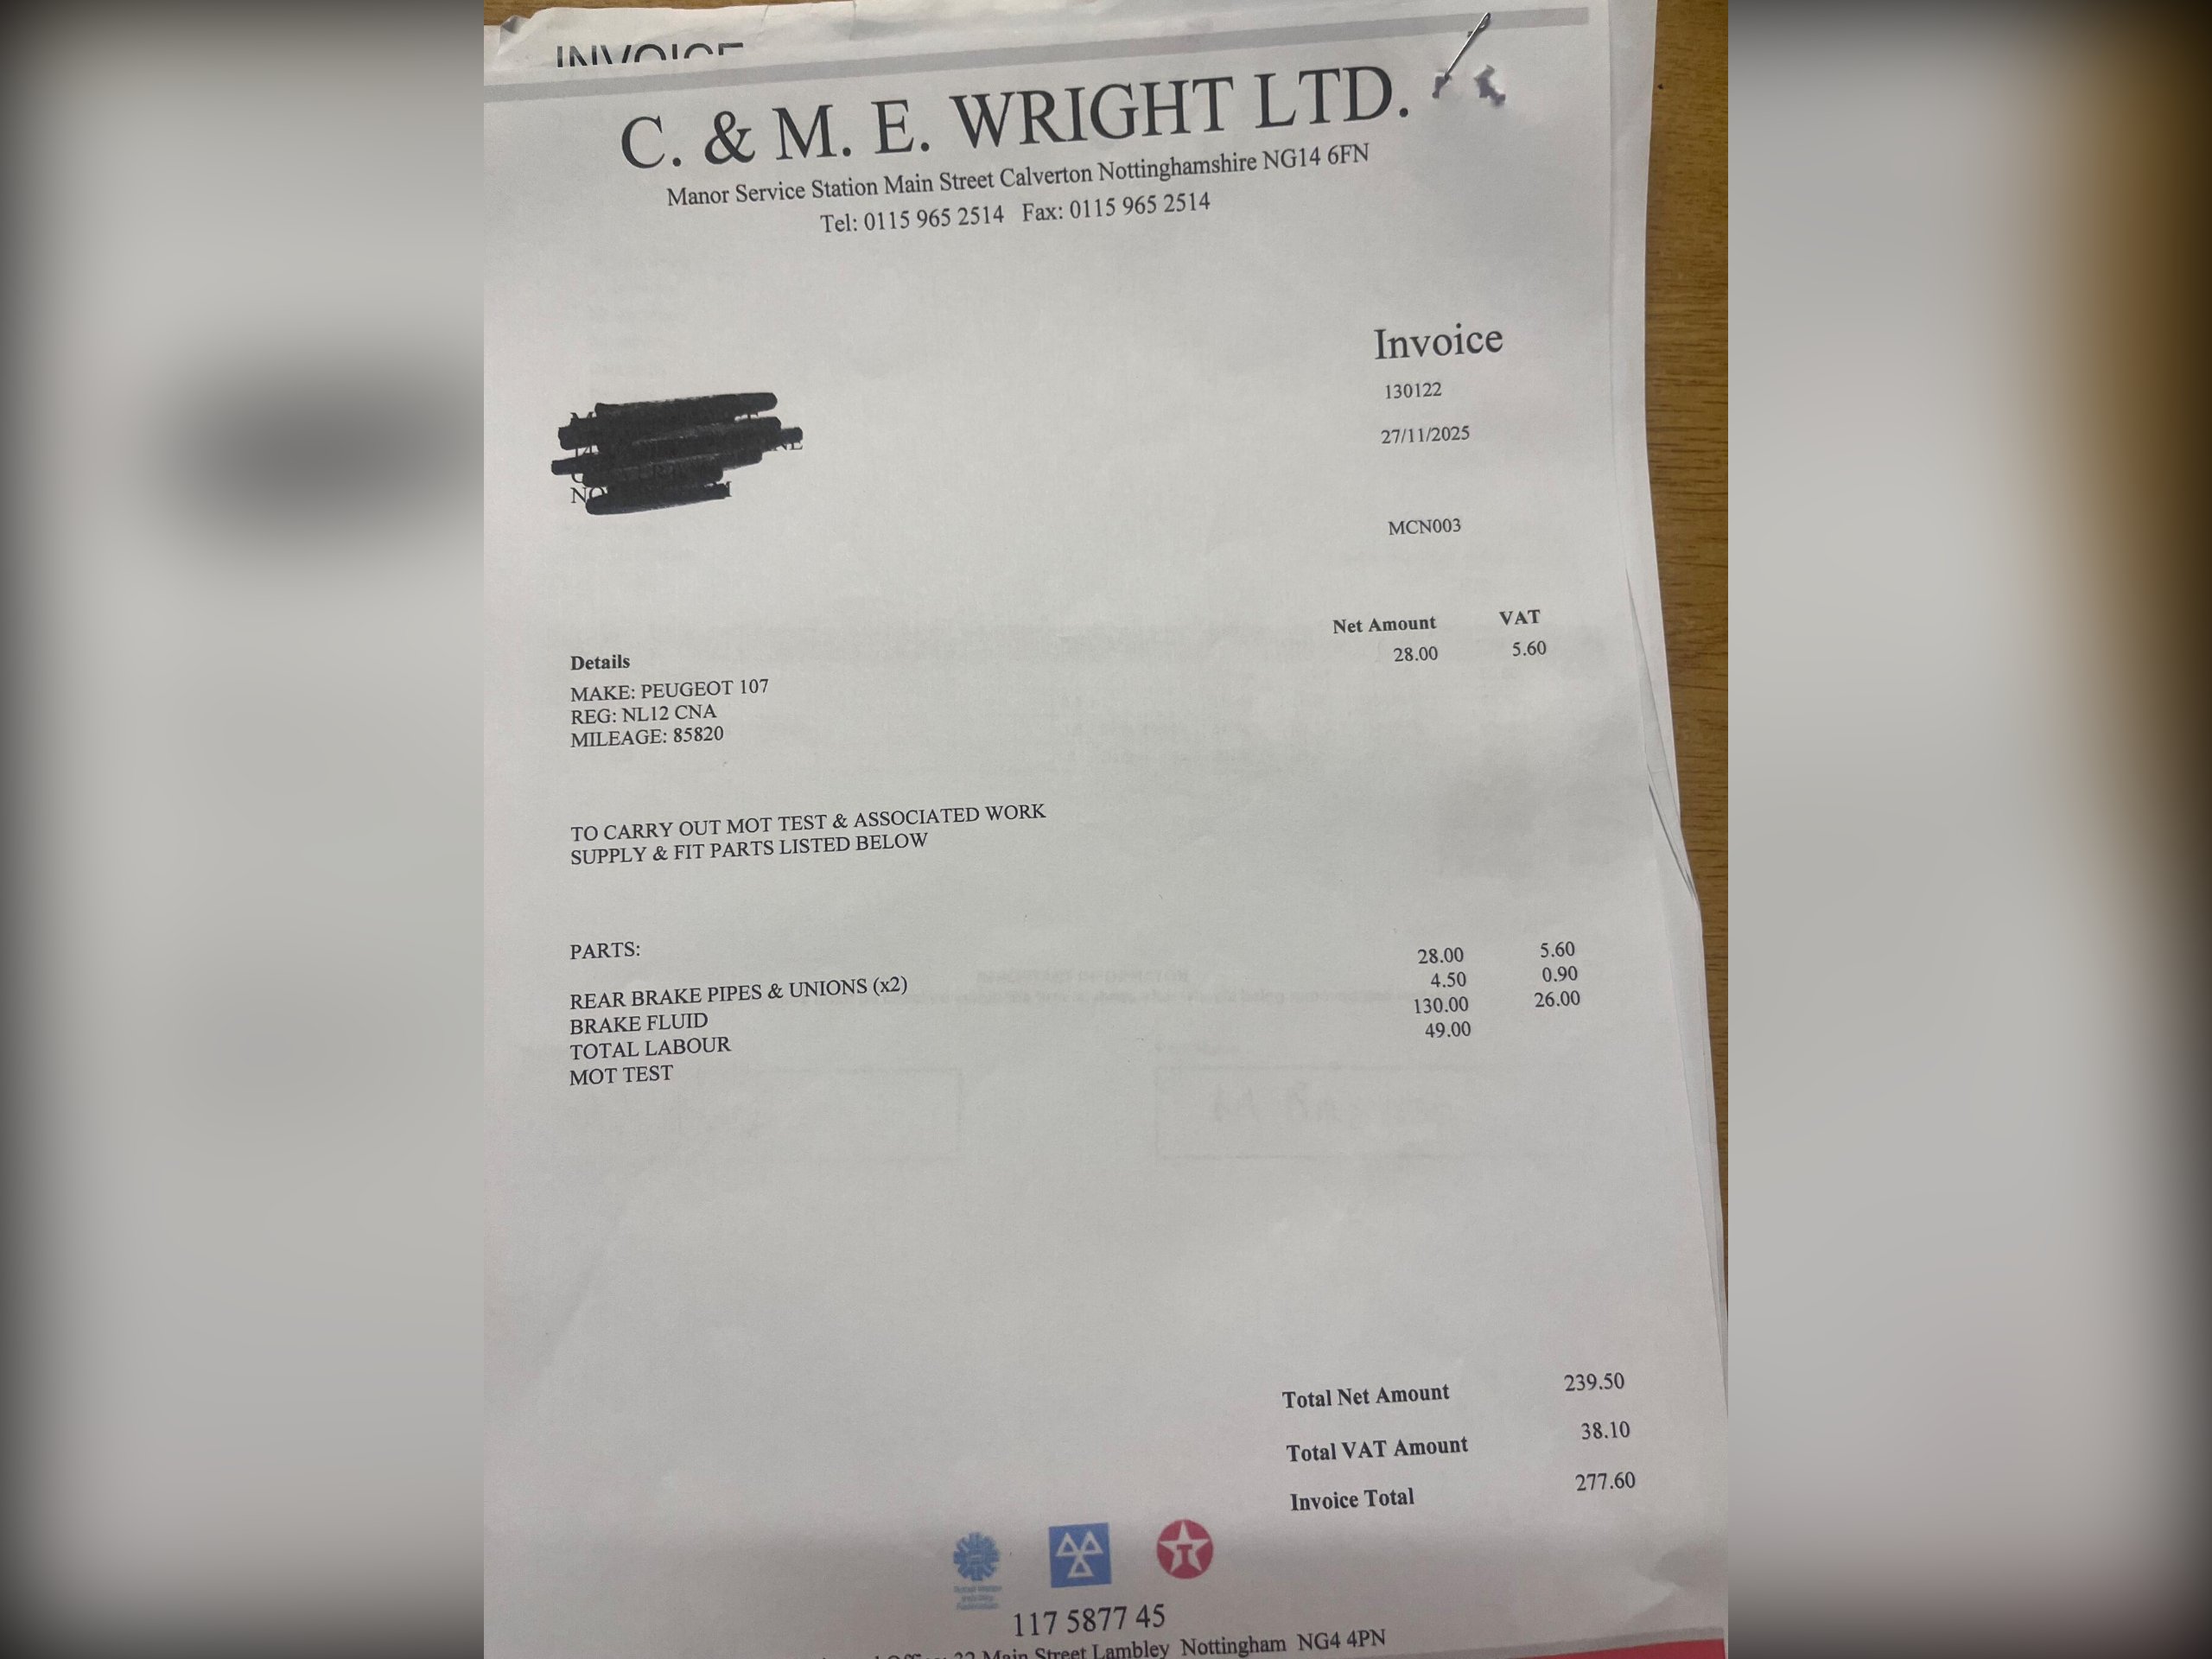 C. & M. E. WRIGHT LTD.
Manor Service Station Main Street Calverton Nottinghamshire NG14 6FN
Tel: 0115 965 2514 Fax: 0115 965 2514
Invoice
130122
27/11/2025
MCN003
Net Amount VAT
Details 28.00 5.60
MAKE: PEUGEOT 107
REG: NL12 CNA
MILEAGE: 85820
TO CARRY OUT MOT TEST & ASSOCIATED WORK
SUPPLY & FIT PARTS LISTED BELOW
PARTS:
REAR BRAKE PIPES & UNIONS (x2) 28.00 5.60
BRAKE FLUID 4.50 0.90
TOTAL LABOUR 130.00 26.00
MOT TEST 49.00
Total Net Amount 239.50
Total VAT Amount 38.10
Invoice Total 277.60
117 5877 45
Main Street Lambley Nottingham NG4 4PN